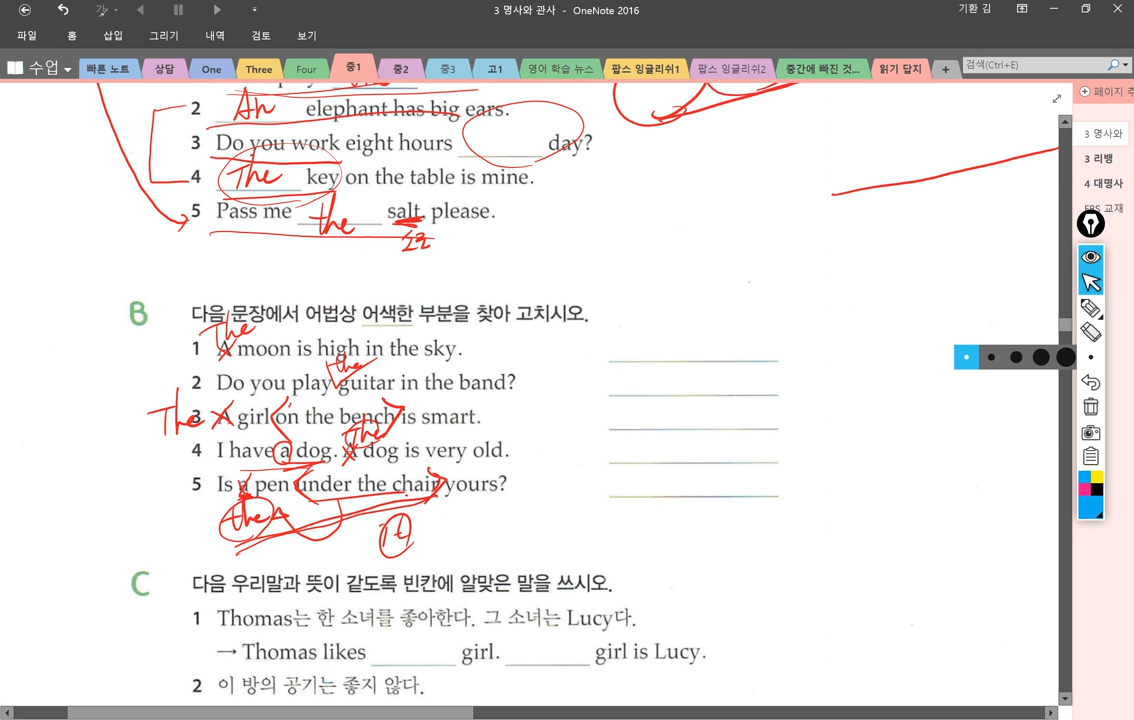 3 명사와 관사 - OneNote 2016
기환 김
파일 홈 삽입 그리기 내역 검토 보기
수업 빠른 노트 상담 One Three Four 중1 중2 중3 고1 영어 학습 뉴스 팝스 잉글리쉬1 팝스 잉글리쉬2 중간에 빠진 것... 읽기 답지 + 검색(Ctrl+E)
페이지 추
3 명사와
3 리뱅
4 대명사
EBS 교재
2 An elephant has big ears.
3 Do you work eight hours ________ day?
4 The key on the table is mine.
5 Pass me the salt, please.
B 다음 문장에서 어법상 어색한 부분을 찾아 고치시오.
The
1 A moon is high in the sky.
the
2 Do you play guitar in the band?
The
3 A girl on the bench is smart.
The
4 I have a dog. A dog is very old.
5 Is a pen under the chair yours?
the
It
C 다음 우리말과 뜻이 같도록 빈칸에 알맞은 말을 쓰시오.
1 Thomas는 한 소녀를 좋아한다. 그 소녀는 Lucy다.
→ Thomas likes ________ girl. ________ girl is Lucy.
2 이 방의 공기는 좋지 않다.